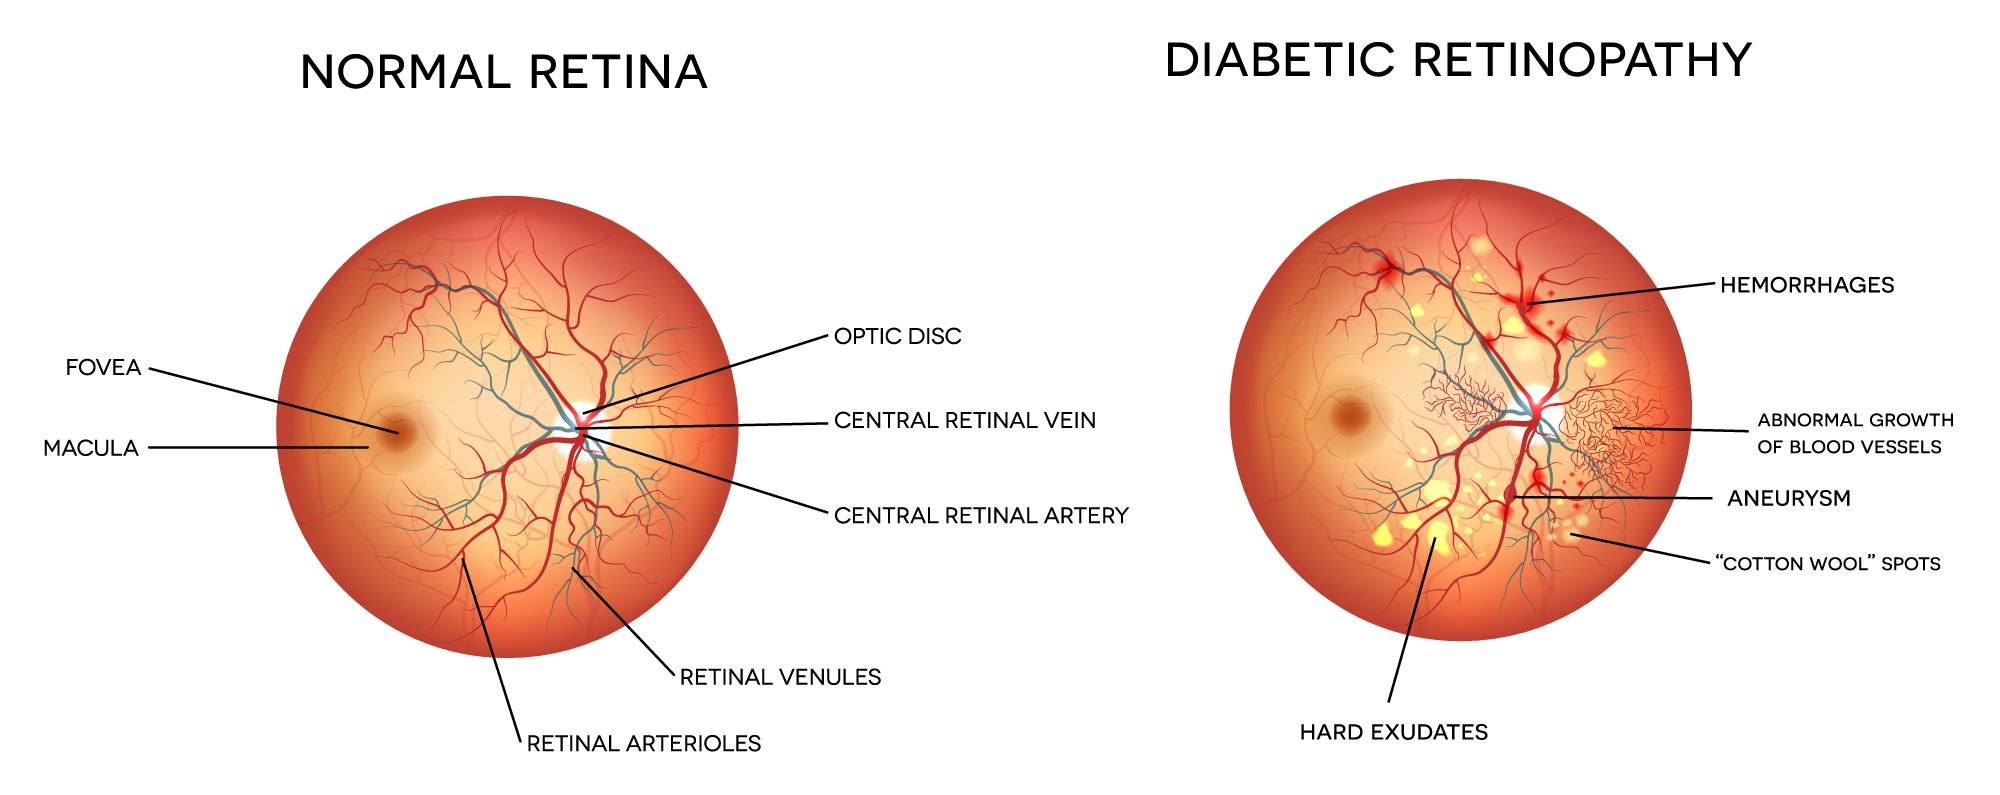 NORMAL RETINA
FOVEA
MACULA
OPTIC DISC
CENTRAL RETINAL VEIN
CENTRAL RETINAL ARTERY
RETINAL VENULES
RETINAL ARTERIOLES
DIABETIC RETINOPATHY
HEMORRHAGES
ABNORMAL GROWTH
OF BLOOD VESSELS
ANEURYSM
“COTTON WOOL” SPOTS
HARD EXUDATES